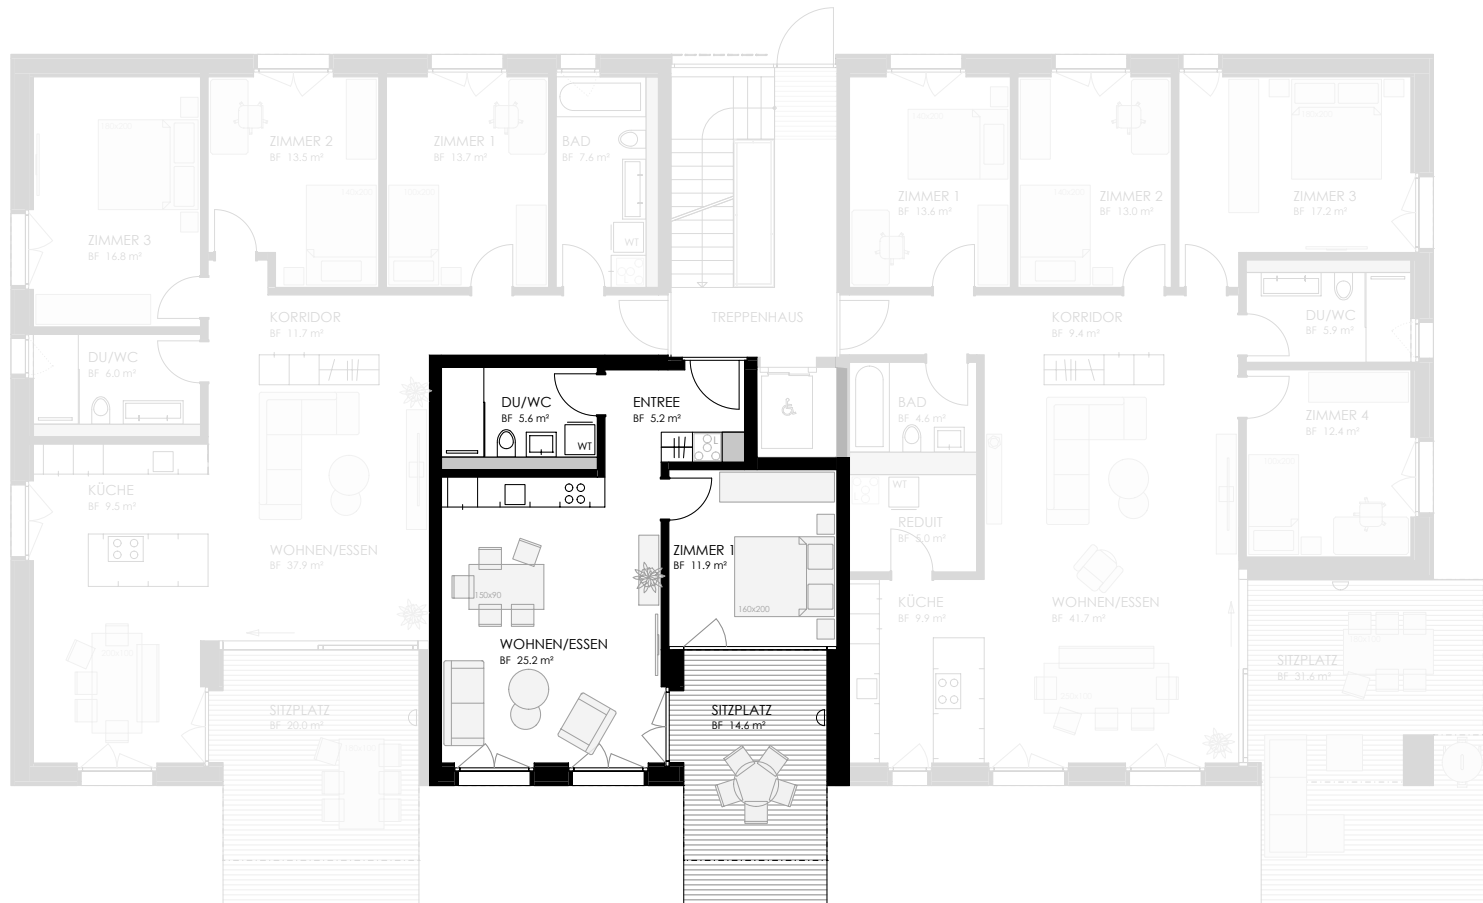 ZIMMER 3
BF 16.8 m²
ZIMMER 2
BF 13.5 m²
ZIMMER 1
BF 13.7 m²
BAD
BF 7.6 m²
WT
ZIMMER 1
BF 13.6 m²
ZIMMER 2
BF 13.0 m²
ZIMMER 3
BF 17.2 m²
KORRIDOR
BF 11.7 m²
TREPPENHAUS
KORRIDOR
BF 9.4 m²
DU/WC
BF 5.9 m²
DU/WC
BF 6.0 m²
DU/WC
BF 5.6 m²
WT
ENTREE
BF 5.2 m²
L
BAD
BF 4.6 m²
ZIMMER 4
BF 12.4 m²
KÜCHE
BF 9.5 m²
WT
REDUIT
BF 5.0 m²
WOHNEN/ESSEN
BF 37.9 m²
ZIMMER 1
BF 11.9 m²
160x200
150x90
WOHNEN/ESSEN
BF 25.2 m²
KÜCHE
BF 9.9 m²
WOHNEN/ESSEN
BF 41.7 m²
SITZPLATZ
BF 31.6 m²
SITZPLATZ
BF 20.0 m²
SITZPLATZ
BF 14.6 m²